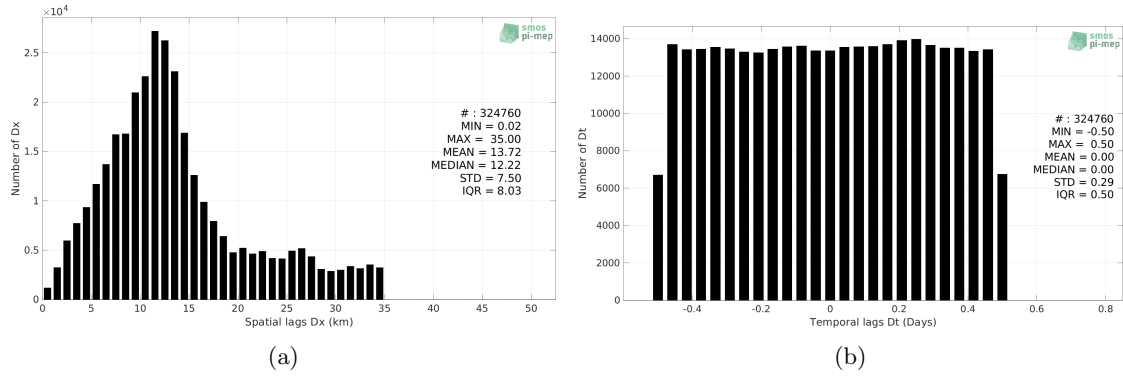 ×10^4
smos
pi-mep
2.5
2
1.5
1
0.5
0
Number of Dx
# : 324760
MIN = 0.02
MAX = 35.00
MEAN = 13.72
MEDIAN = 12.22
STD = 7.50
IQR = 8.03
0 5 10 15 20 25 30 35 40 45 50
Spatial lags Dx (km)
(a)
smos
pi-mep
14000
12000
10000
8000
6000
4000
2000
0
Number of Dt
# : 324760
MIN = -0.50
MAX = 0.50
MEAN = 0.00
MEDIAN = 0.00
STD = 0.29
IQR = 0.50
-0.4 -0.2 0 0.2 0.4 0.6 0.8
Temporal lags Dt (Days)
(b)